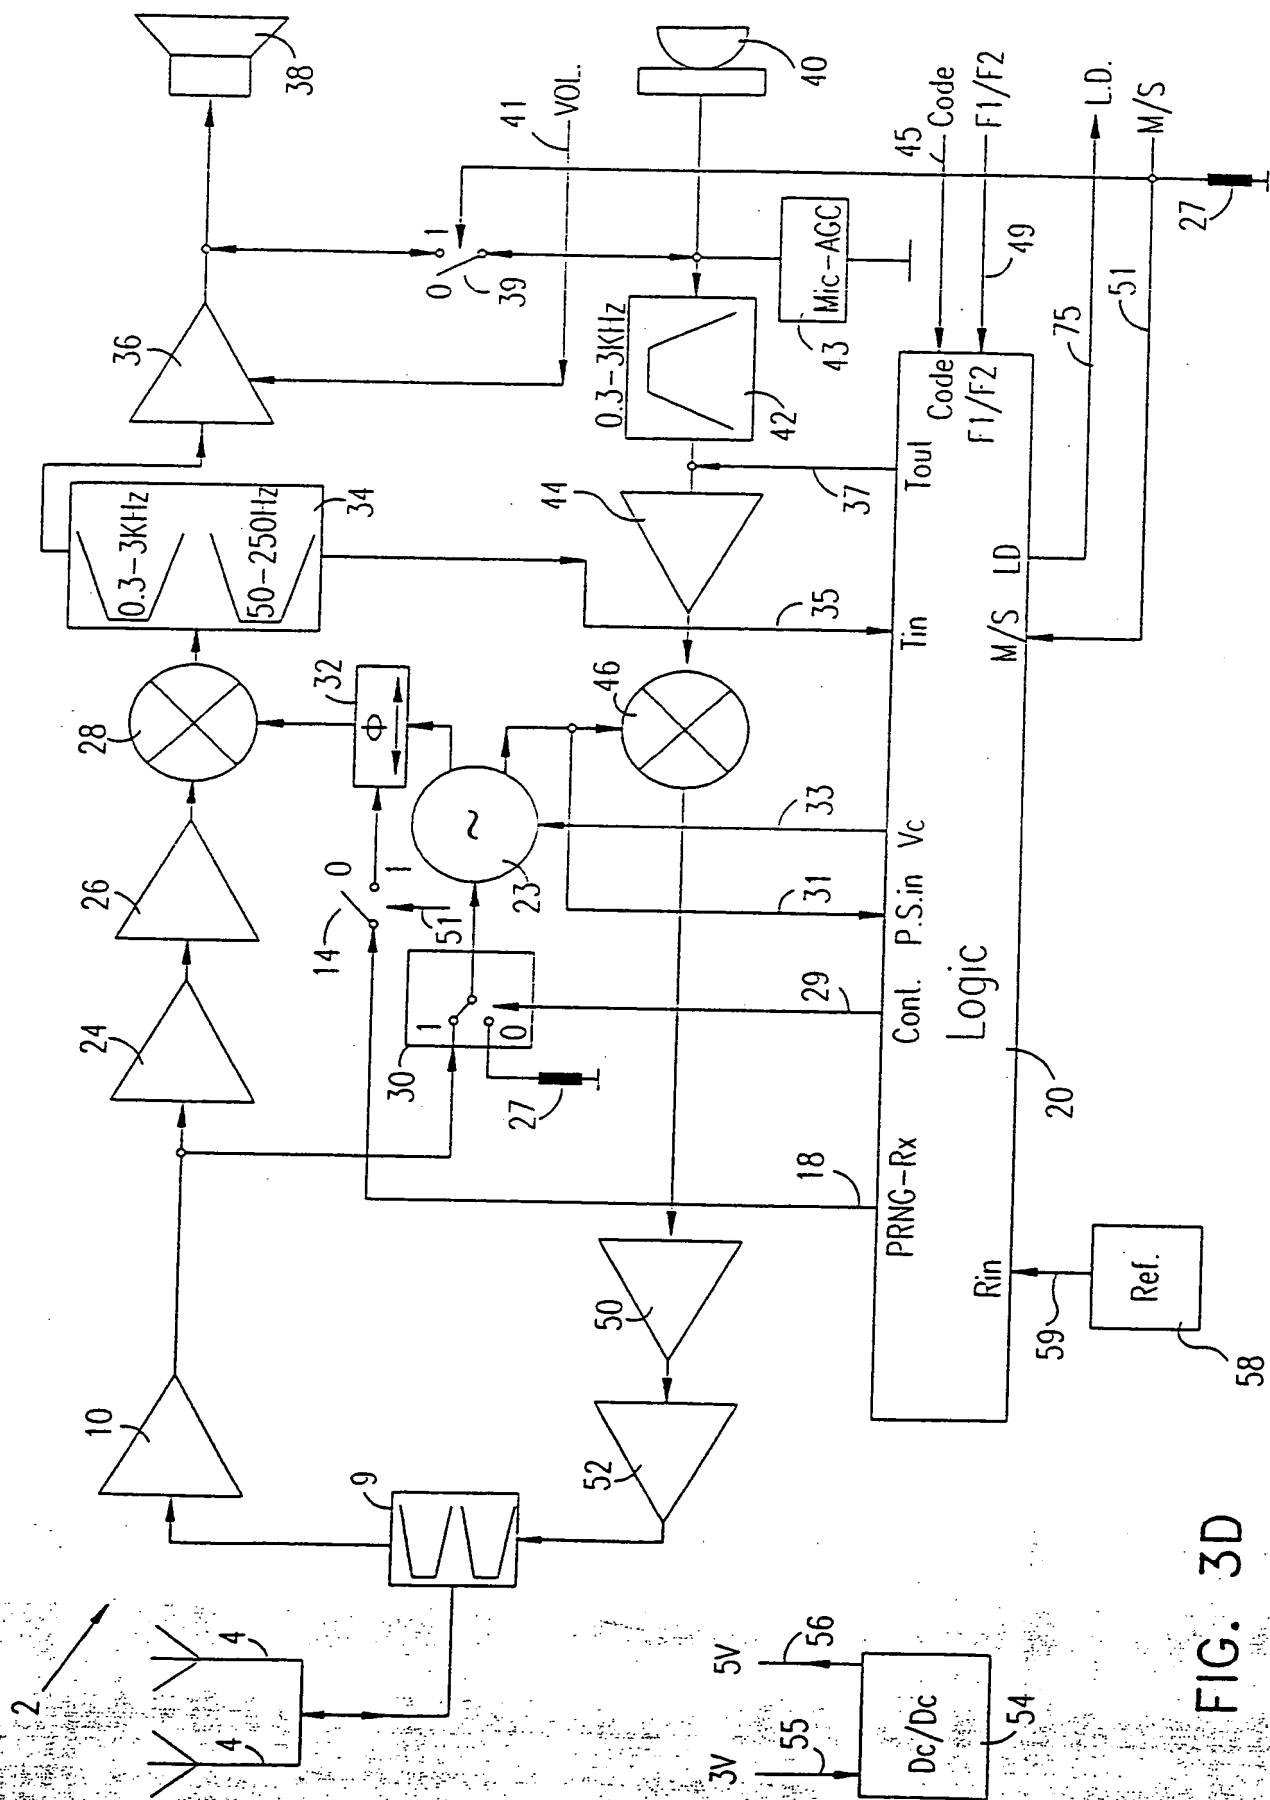 2
4
4
9
10
24
26
28
0.3-3KHz
50-250Hz
34
36
38
14
0
1
51
32
Φ
30
1
0
27
~
23
0
1
39
41
VOL.
40
52
50
46
44
0.3-3KHz
42
Mic-AGC
43
18
29
31
33
35
37
45
Code
F1/F2
49
PRNG-Rx
Cont.
P.S.in
Vc
Tin
Tout
Code
F1/F2
Rin
Logic
M/S
LD
20
75
L.D.
51
M/S
27
59
Ref.
58
3V
5V
55
56
Dc/Dc
54
FIG. 3D